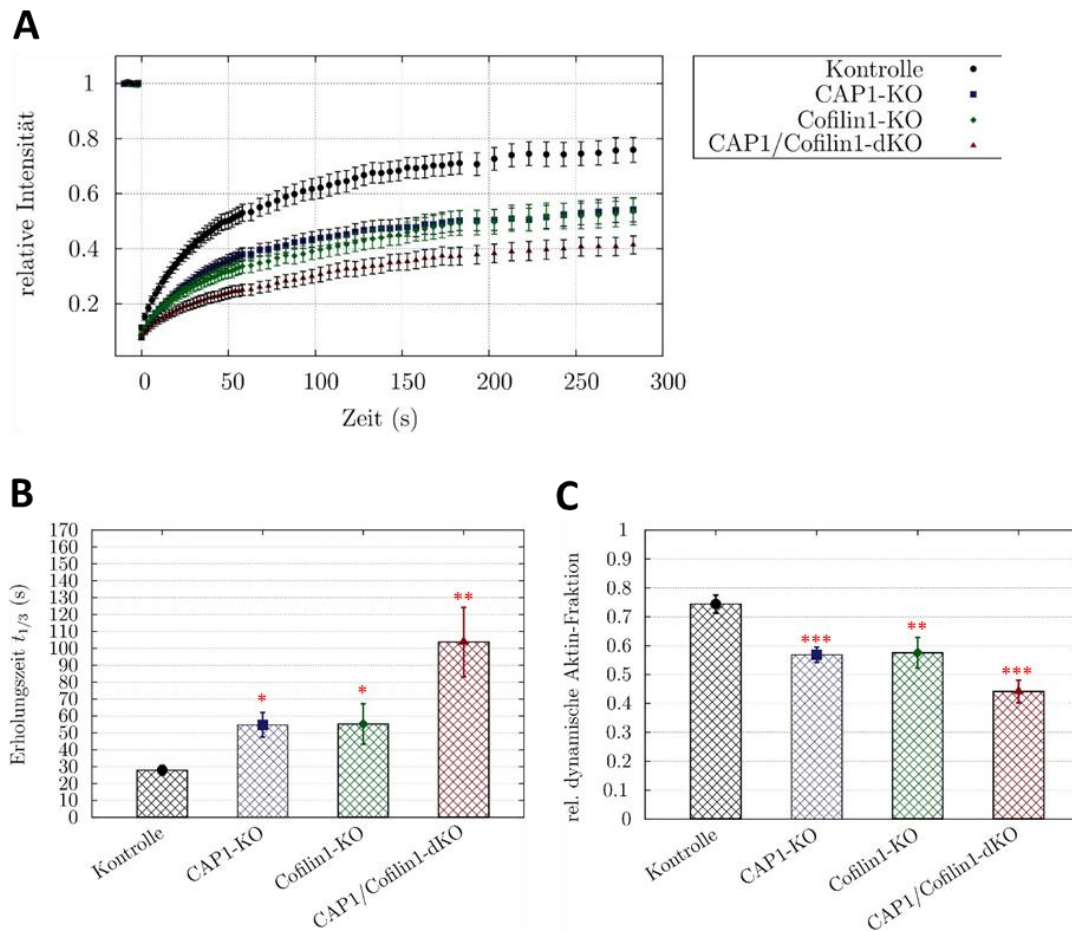 A
1
0.8
0.6
0.4
0.2
relative Intensität
0
50
100
150
200
250
300
Zeit (s)
Kontrolle
CAP1-KO
Cofilin1-KO
CAP1/Cofilin1-dKO
B
170
160
150
140
130
120
110
100
90
80
70
60
50
40
30
20
10
0
Erholungszeit t1/3 (s)
*
*
**
Kontrolle
CAP1-KO
Cofilin1-KO
CAP1/Cofilin1-dKO
C
1
0.9
0.8
0.7
0.6
0.5
0.4
0.3
0.2
0.1
0
rel. dynamische Aktin-Fraktion
***
**
***
Kontrolle
CAP1-KO
Cofilin1-KO
CAP1/Cofilin1-dKO